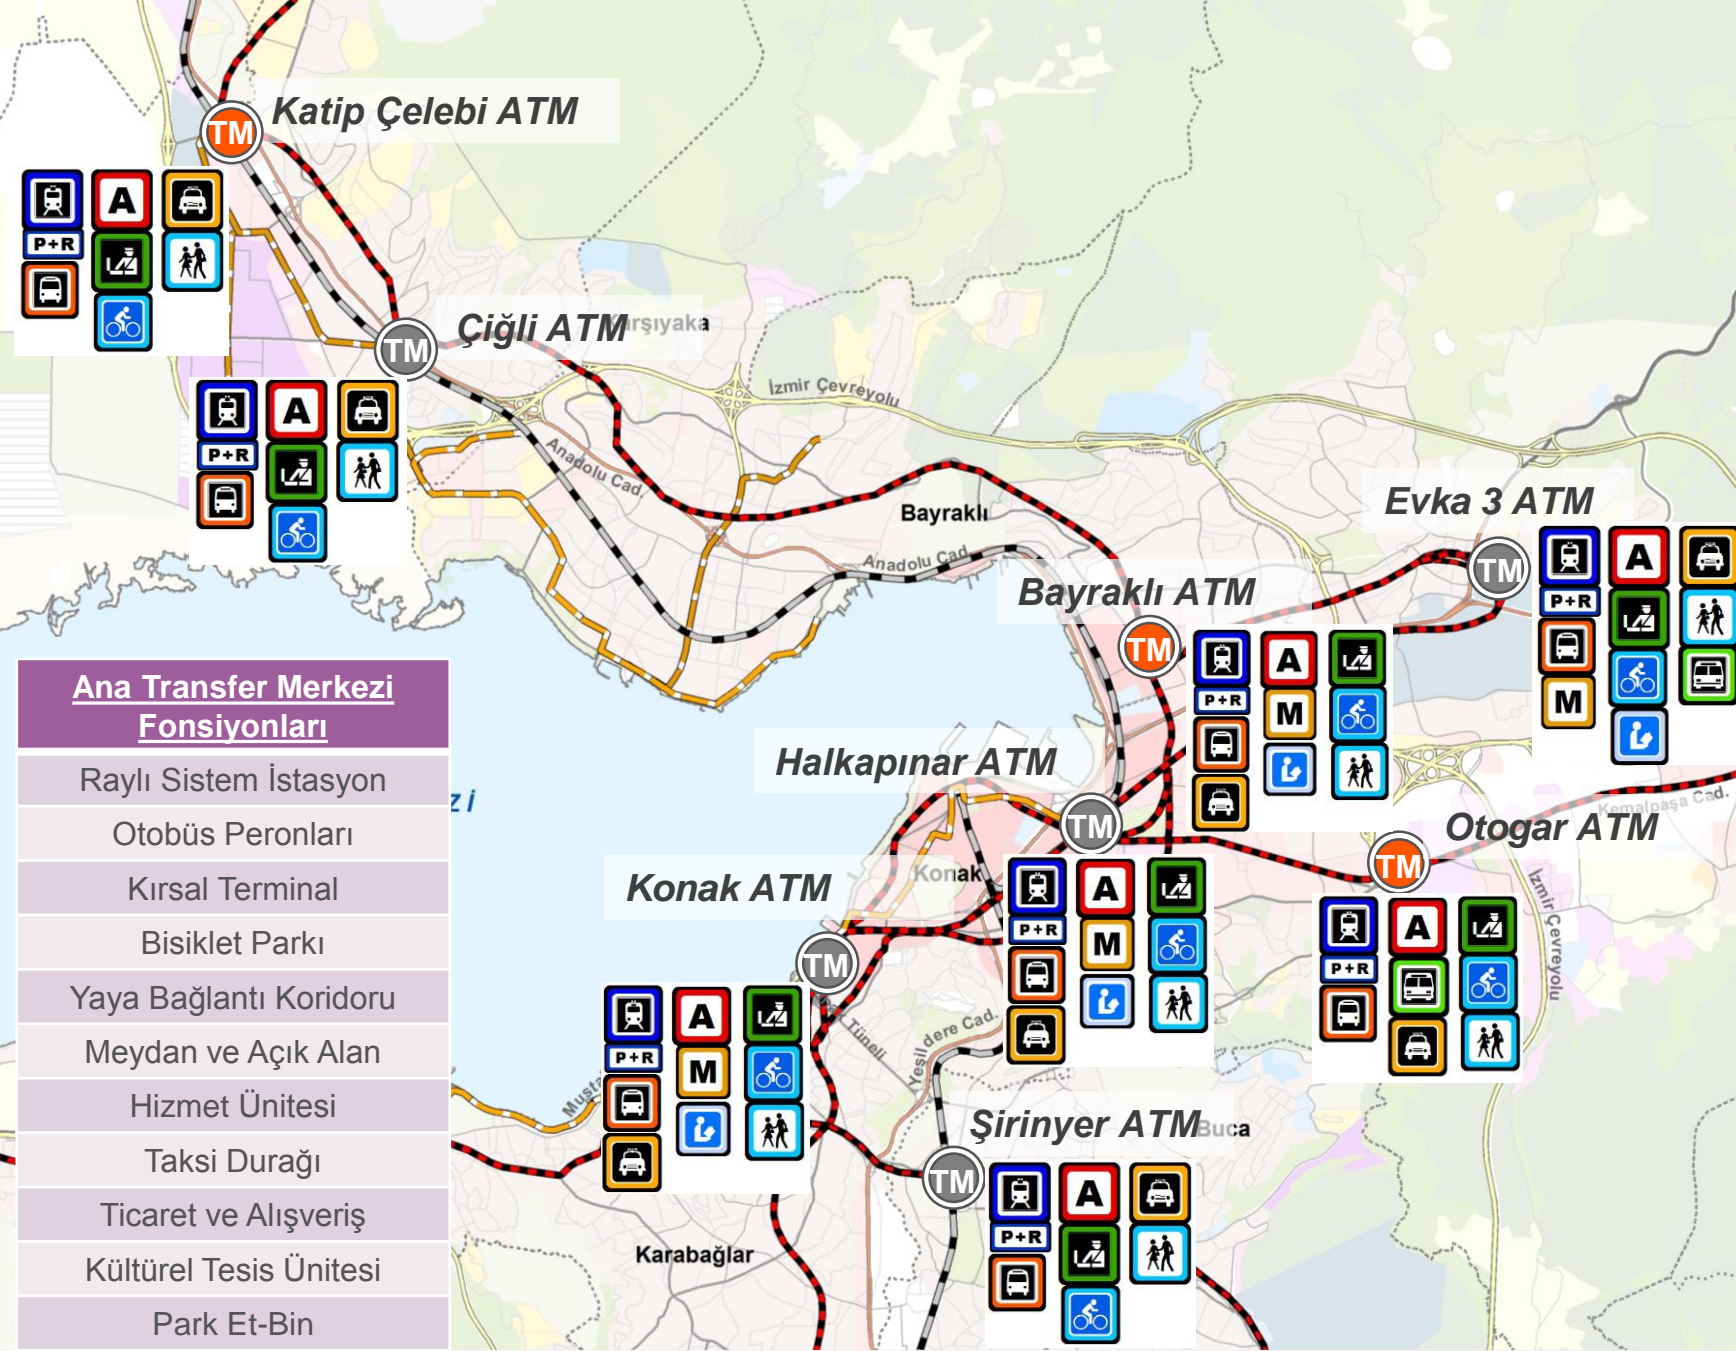 Katip Çelebi ATM
TM
A
P+R
Çiğli ATM
Karşıyaka
TM
A
P+R
İzmir Çevreyolu
Anadolu Cad.
Bayraklı
Anadolu Cad.
Evka 3 ATM
TM
A
P+R
M
Bayraklı ATM
TM
A
P+R
M
Halkapınar ATM
TM
A
P+R
M
Kemalpaşa Cad.
Otogar ATM
TM
A
P+R
İzmir Çevreyolu
Konak ATM
Konak
TM
A
P+R
M
Tüneli
Yeşildere Cad.
Şirinyer ATM
Buca
TM
A
P+R
Karabağlar
Ana Transfer Merkezi
Fonsiyonları
Raylı Sistem İstasyon
Otobüs Peronları
Kırsal Terminal
Bisiklet Parkı
Yaya Bağlantı Koridoru
Meydan ve Açık Alan
Hizmet Ünitesi
Taksi Durağı
Ticaret ve Alışveriş
Kültürel Tesis Ünitesi
Park Et-Bin